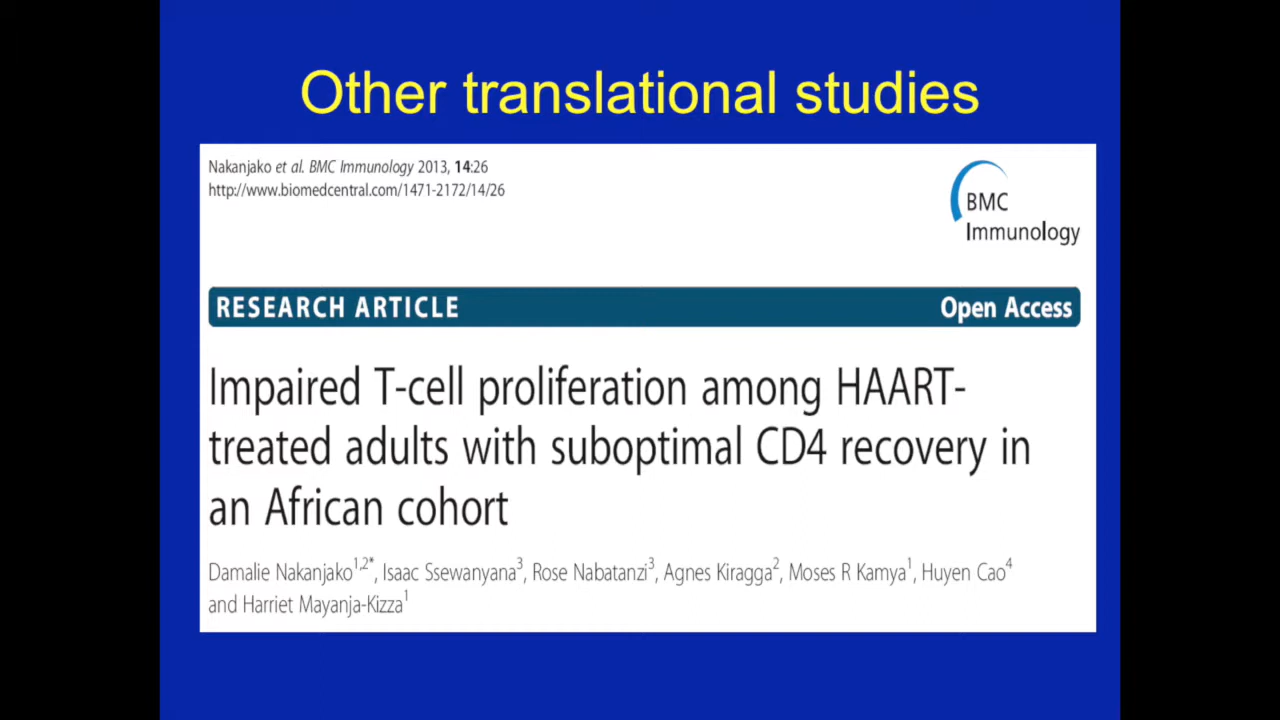 Other translational studies
Nakanjako et al. BMC Immunology 2013, 14:26
http://www.biomedcentral.com/1471-2172/14/26
BMC
Immunology
RESEARCH ARTICLE
Open Access
Impaired T-cell proliferation among HAART-
treated adults with suboptimal CD4 recovery in
an African cohort
Damalie Nakanjako1,2*, Isaac Ssewanyana3, Rose Nabatanzi3, Agnes Kiragga2, Moses R Kamya1, Huyen Cao4
and Harriet Mayanja-Kizza1